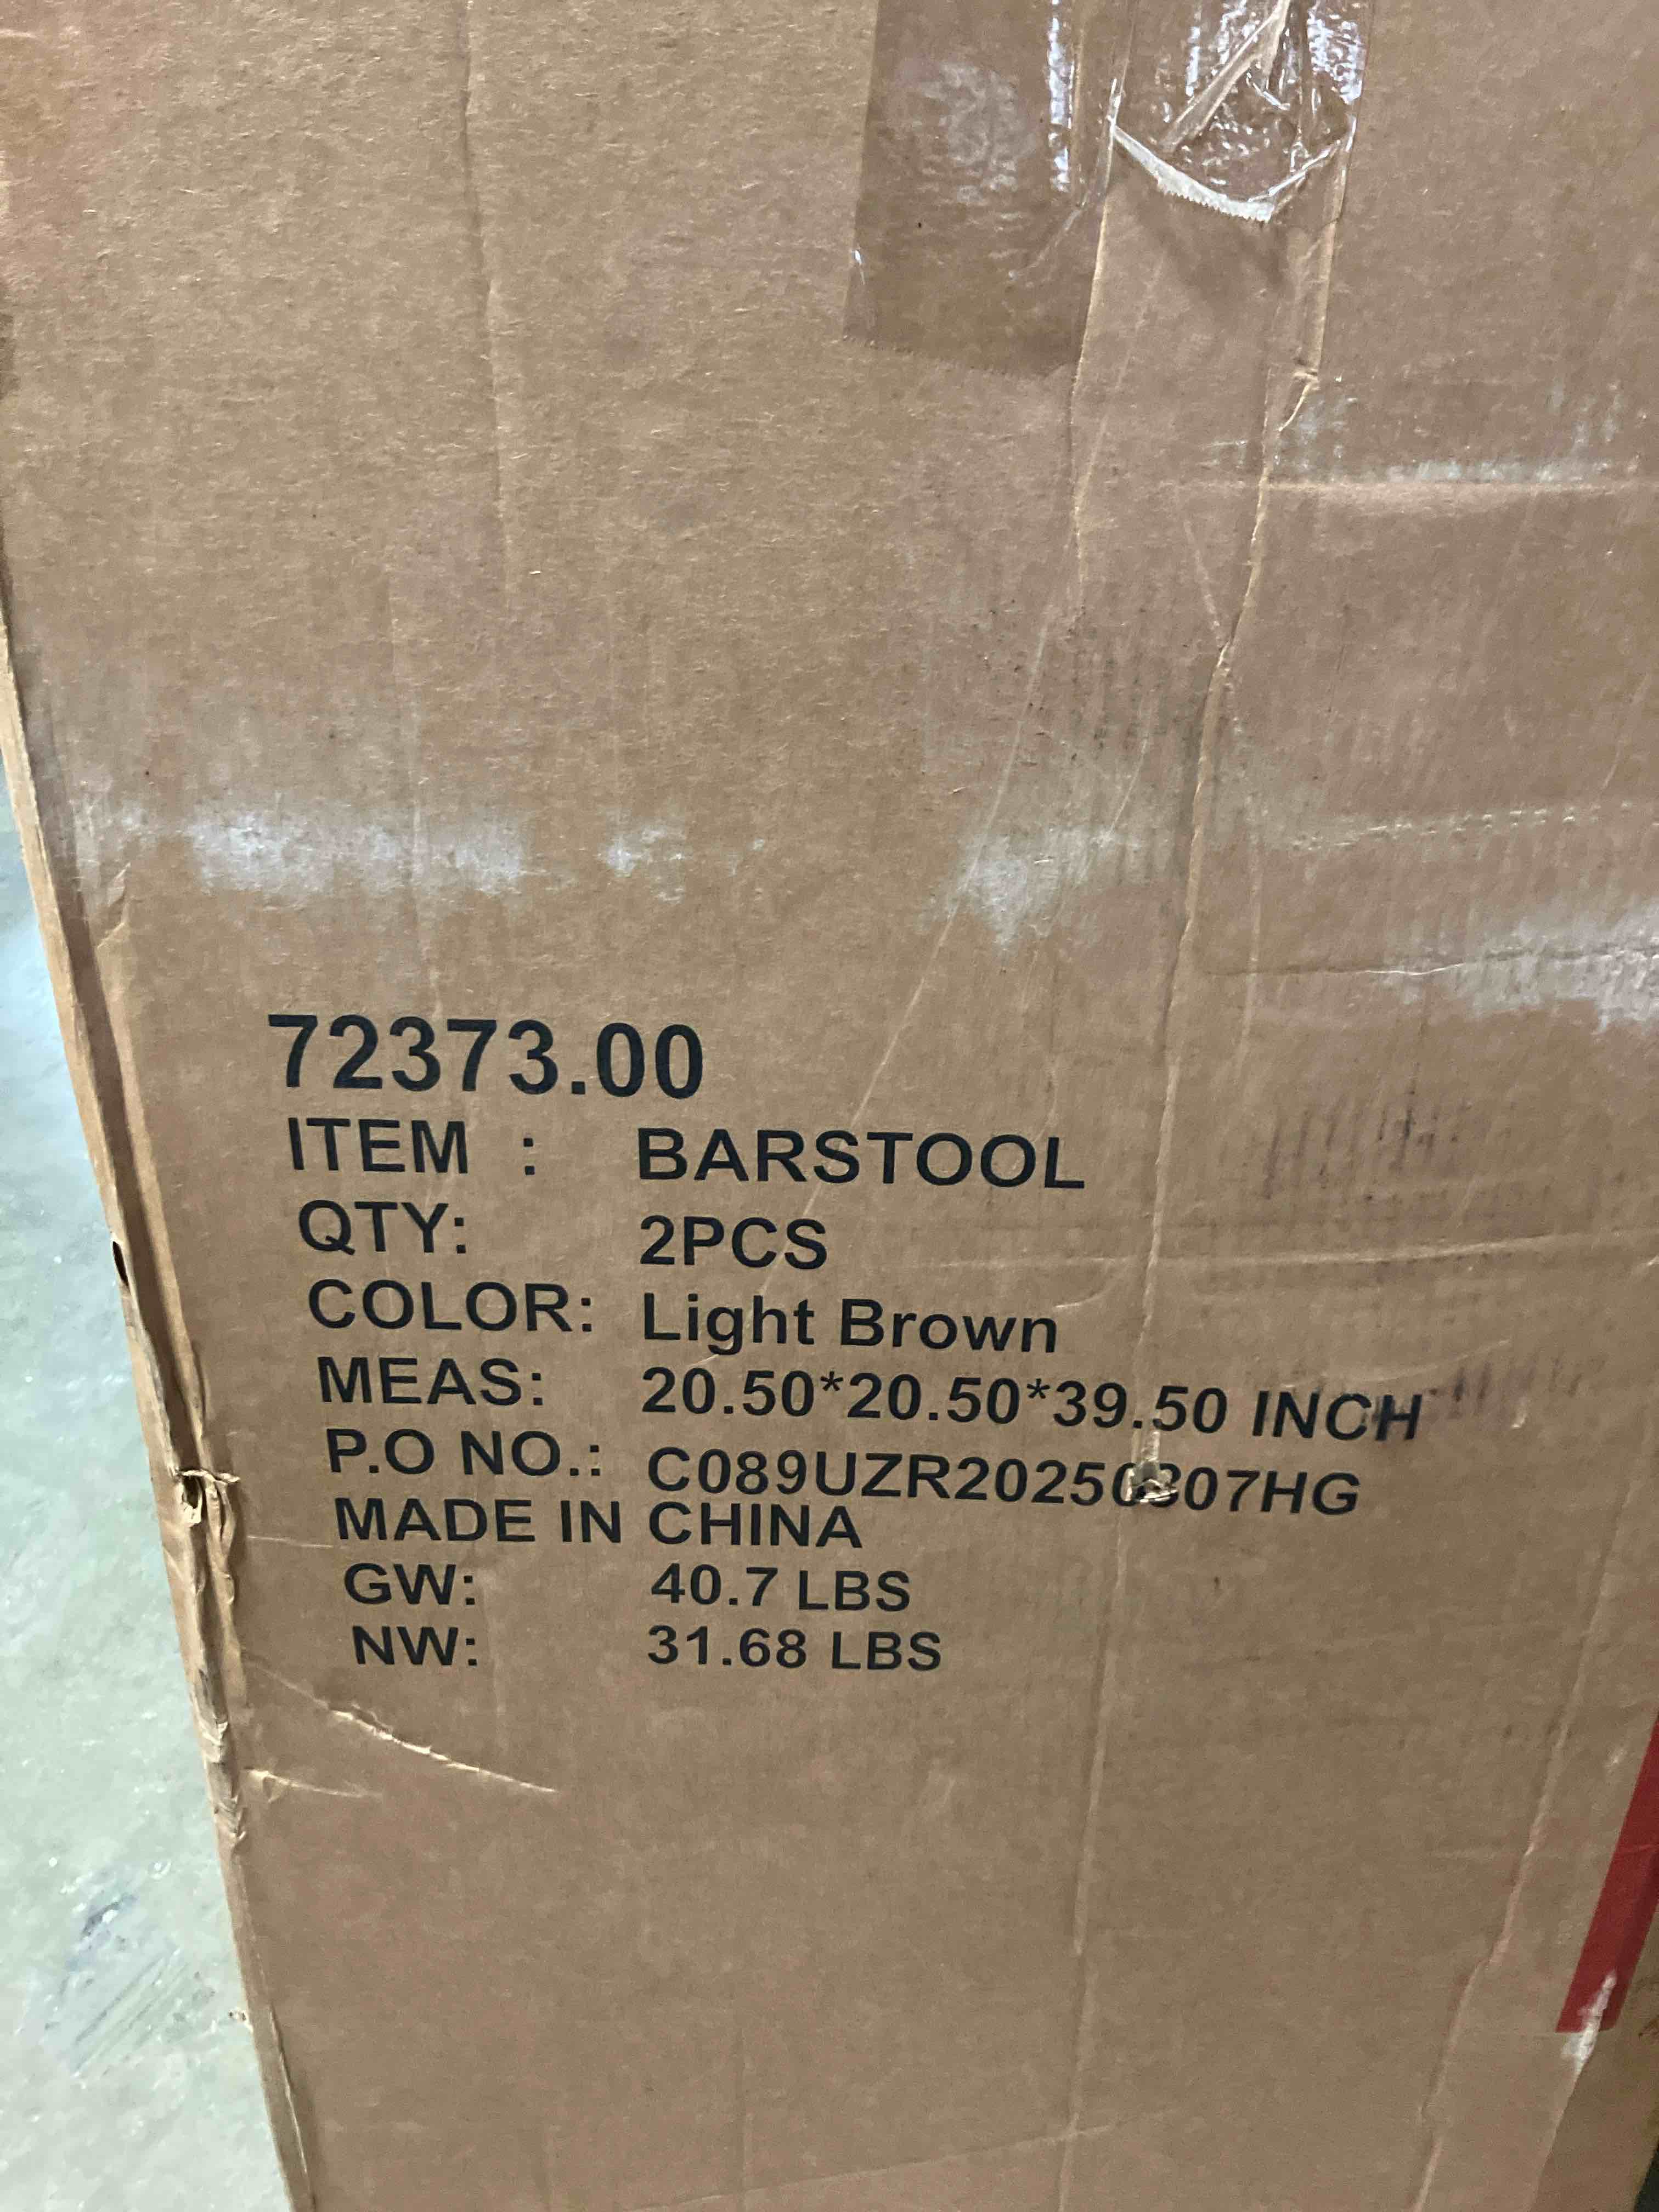 72373.00
ITEM : BARSTOOL
QTY: 2PCS
COLOR: Light Brown
MEAS: 20.50*20.50*39.50 INCH
P.O NO.: C089UZR20250307HG
MADE IN CHINA
GW: 40.7 LBS
NW: 31.68 LBS